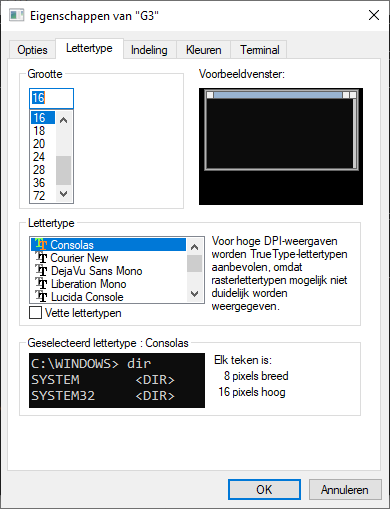 Eigenschappen van "G3"
Opties
Lettertype
Indeling
Kleuren
Terminal
Grootte
16
16
18
20
24
28
36
72
Voorbeeldvenster:
Lettertype
Consolas
Courier New
DejaVu Sans Mono
Liberation Mono
Lucida Console
Vette lettertypen
Voor hoge DPI-weergaven
worden TrueType-lettertypen
aanbevolen, omdat
rasterlettertypen mogelijk niet
duidelijk worden
weergegeven.
Geselecteerd lettertype : Consolas
C:\WINDOWS> dir
SYSTEM       <DIR>
SYSTEM32     <DIR>
Elk teken is:
8 pixels breed
16 pixels hoog
OK
Annuleren